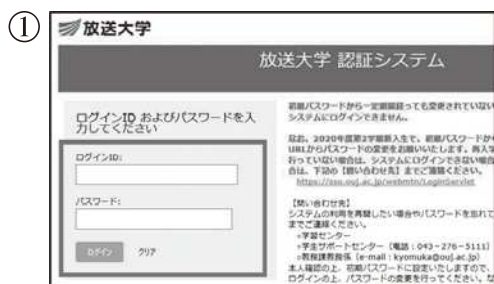 ①
放送大学
放送大学 認証システム
ログインID およびパスワードを入
力してください
ログインID:
パスワード:
ログイン クリア
初期パスワードから一定期間経っても変更されていない
システムにログインできません。
なお、2020年度第2学期新入生で、初期パスワードか
URLからパスワードの変更をお願いいたします。再入学
行っていない場合は、システムにログインできない場合
合は、下記の【問い合わせ先】までご連絡ください。
https://sso.ouj.ac.jp/webmtn/LoginServlet
【問い合わせ先】
システムの利用を再開したい場合やパスワードを忘れて
までご連絡ください。
・学習センター
・学生サポートセンター（電話：043-276-5111）
・教務課教務係（e-mail：kyomuka@ouj.ac.jp）
本人確認の上、初期パスワードに設定いたしますので、
ログインの上、パスワードの変更を行ってください。な